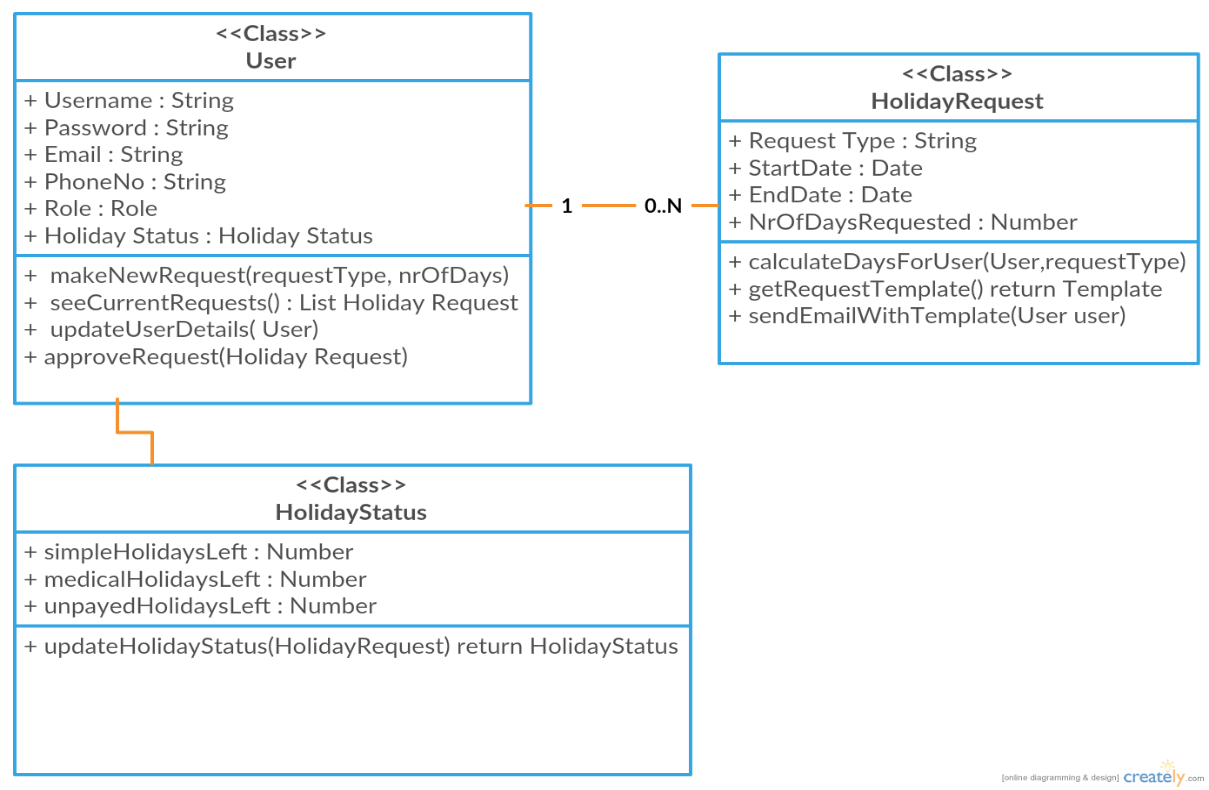 <<Class>>
User
+ Username : String
+ Password : String
+ Email : String
+ PhoneNo : String
+ Role : Role
+ Holiday Status : Holiday Status
+ makeNewRequest(requestType, nrOfDays)
+ seeCurrentRequests() : List Holiday Request
+ updateUserDetails( User)
+ approveRequest(Holiday Request)
1
0..N
<<Class>>
HolidayRequest
+ Request Type : String
+ StartDate : Date
+ EndDate : Date
+ NrOfDaysRequested : Number
+ calculateDaysForUser(User,requestType)
+ getRequestTemplate() return Template
+ sendEmailWithTemplate(User user)
<<Class>>
HolidayStatus
+ simpleHolidaysLeft : Number
+ medicalHolidaysLeft : Number
+ unpayedHolidaysLeft : Number
+ updateHolidayStatus(HolidayRequest) return HolidayStatus
[online diagramming & design] creately.com